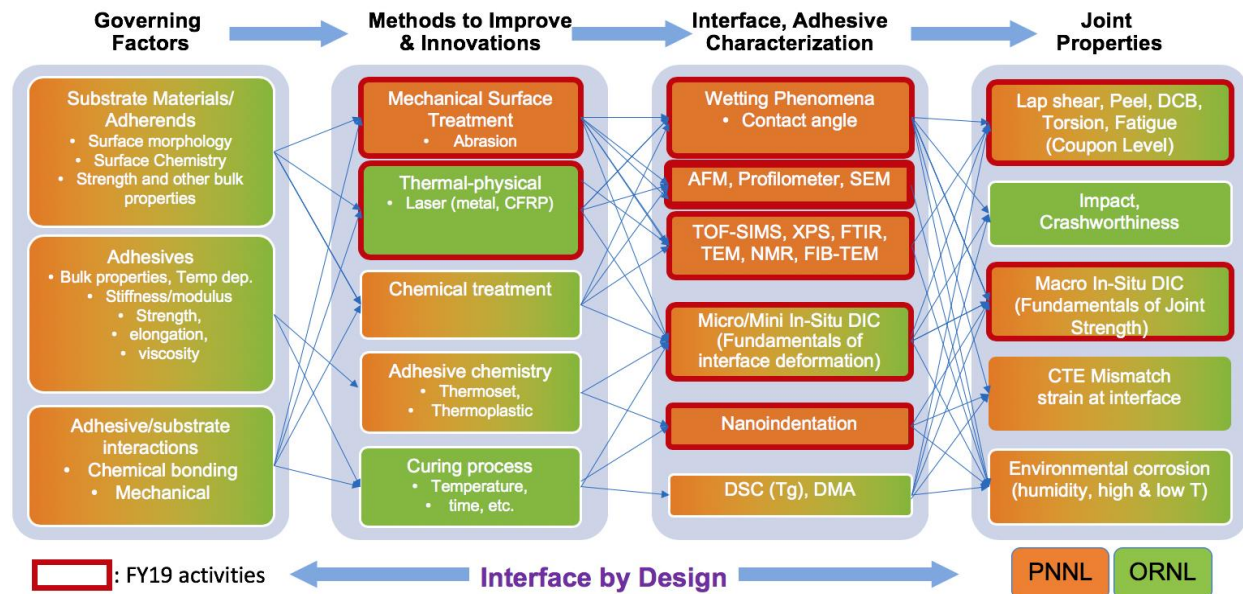 Governing
Factors
Methods to Improve
& Innovations
Interface, Adhesive
Characterization
Joint
Properties
Substrate Materials/
Adherends
• Surface morphology
• Surface Chemistry
• Strength and other bulk
properties
Adhesives
• Bulk properties, Temp dep.
• Stiffness/modulus
• Strength,
• elongation,
• viscosity
Adhesive/substrate
interactions
• Chemical bonding
• Mechanical
Mechanical Surface
Treatment
• Abrasion
Thermal-physical
• Laser (metal, CFRP)
Chemical treatment
Adhesive chemistry
• Thermoset,
• Thermoplastic
Curing process
• Temperature,
• time, etc.
Wetting Phenomena
• Contact angle
AFM, Profilometer, SEM
TOF-SIMS, XPS, FTIR,
TEM, NMR, FIB-TEM
Micro/Mini In-Situ DIC
(Fundamentals of
interface deformation)
Nanoindentation
DSC (Tg), DMA
Lap shear, Peel, DCB,
Torsion, Fatigue
(Coupon Level)
Impact,
Crashworthiness
Macro In-Situ DIC
(Fundamentals of Joint
Strength)
CTE Mismatch
strain at interface
Environmental corrosion
(humidity, high & low T)
: FY19 activities
Interface by Design
PNNL
ORNL